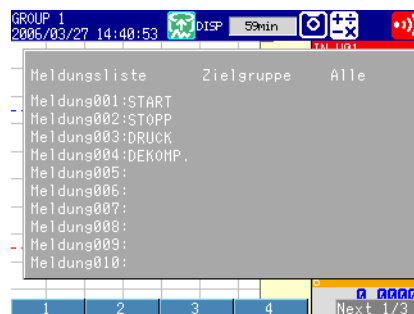 GROUP 1
2006/03/27 14:40:53 DISP 59min
Meldungsliste Zielgruppe Alle
Meldung001:START
Meldung002:STOPP
Meldung003:DRUCK
Meldung004:DEKOMP.
Meldung005:
Meldung006:
Meldung007:
Meldung008:
Meldung009:
Meldung010:
1 2 3 4 Next 1/3